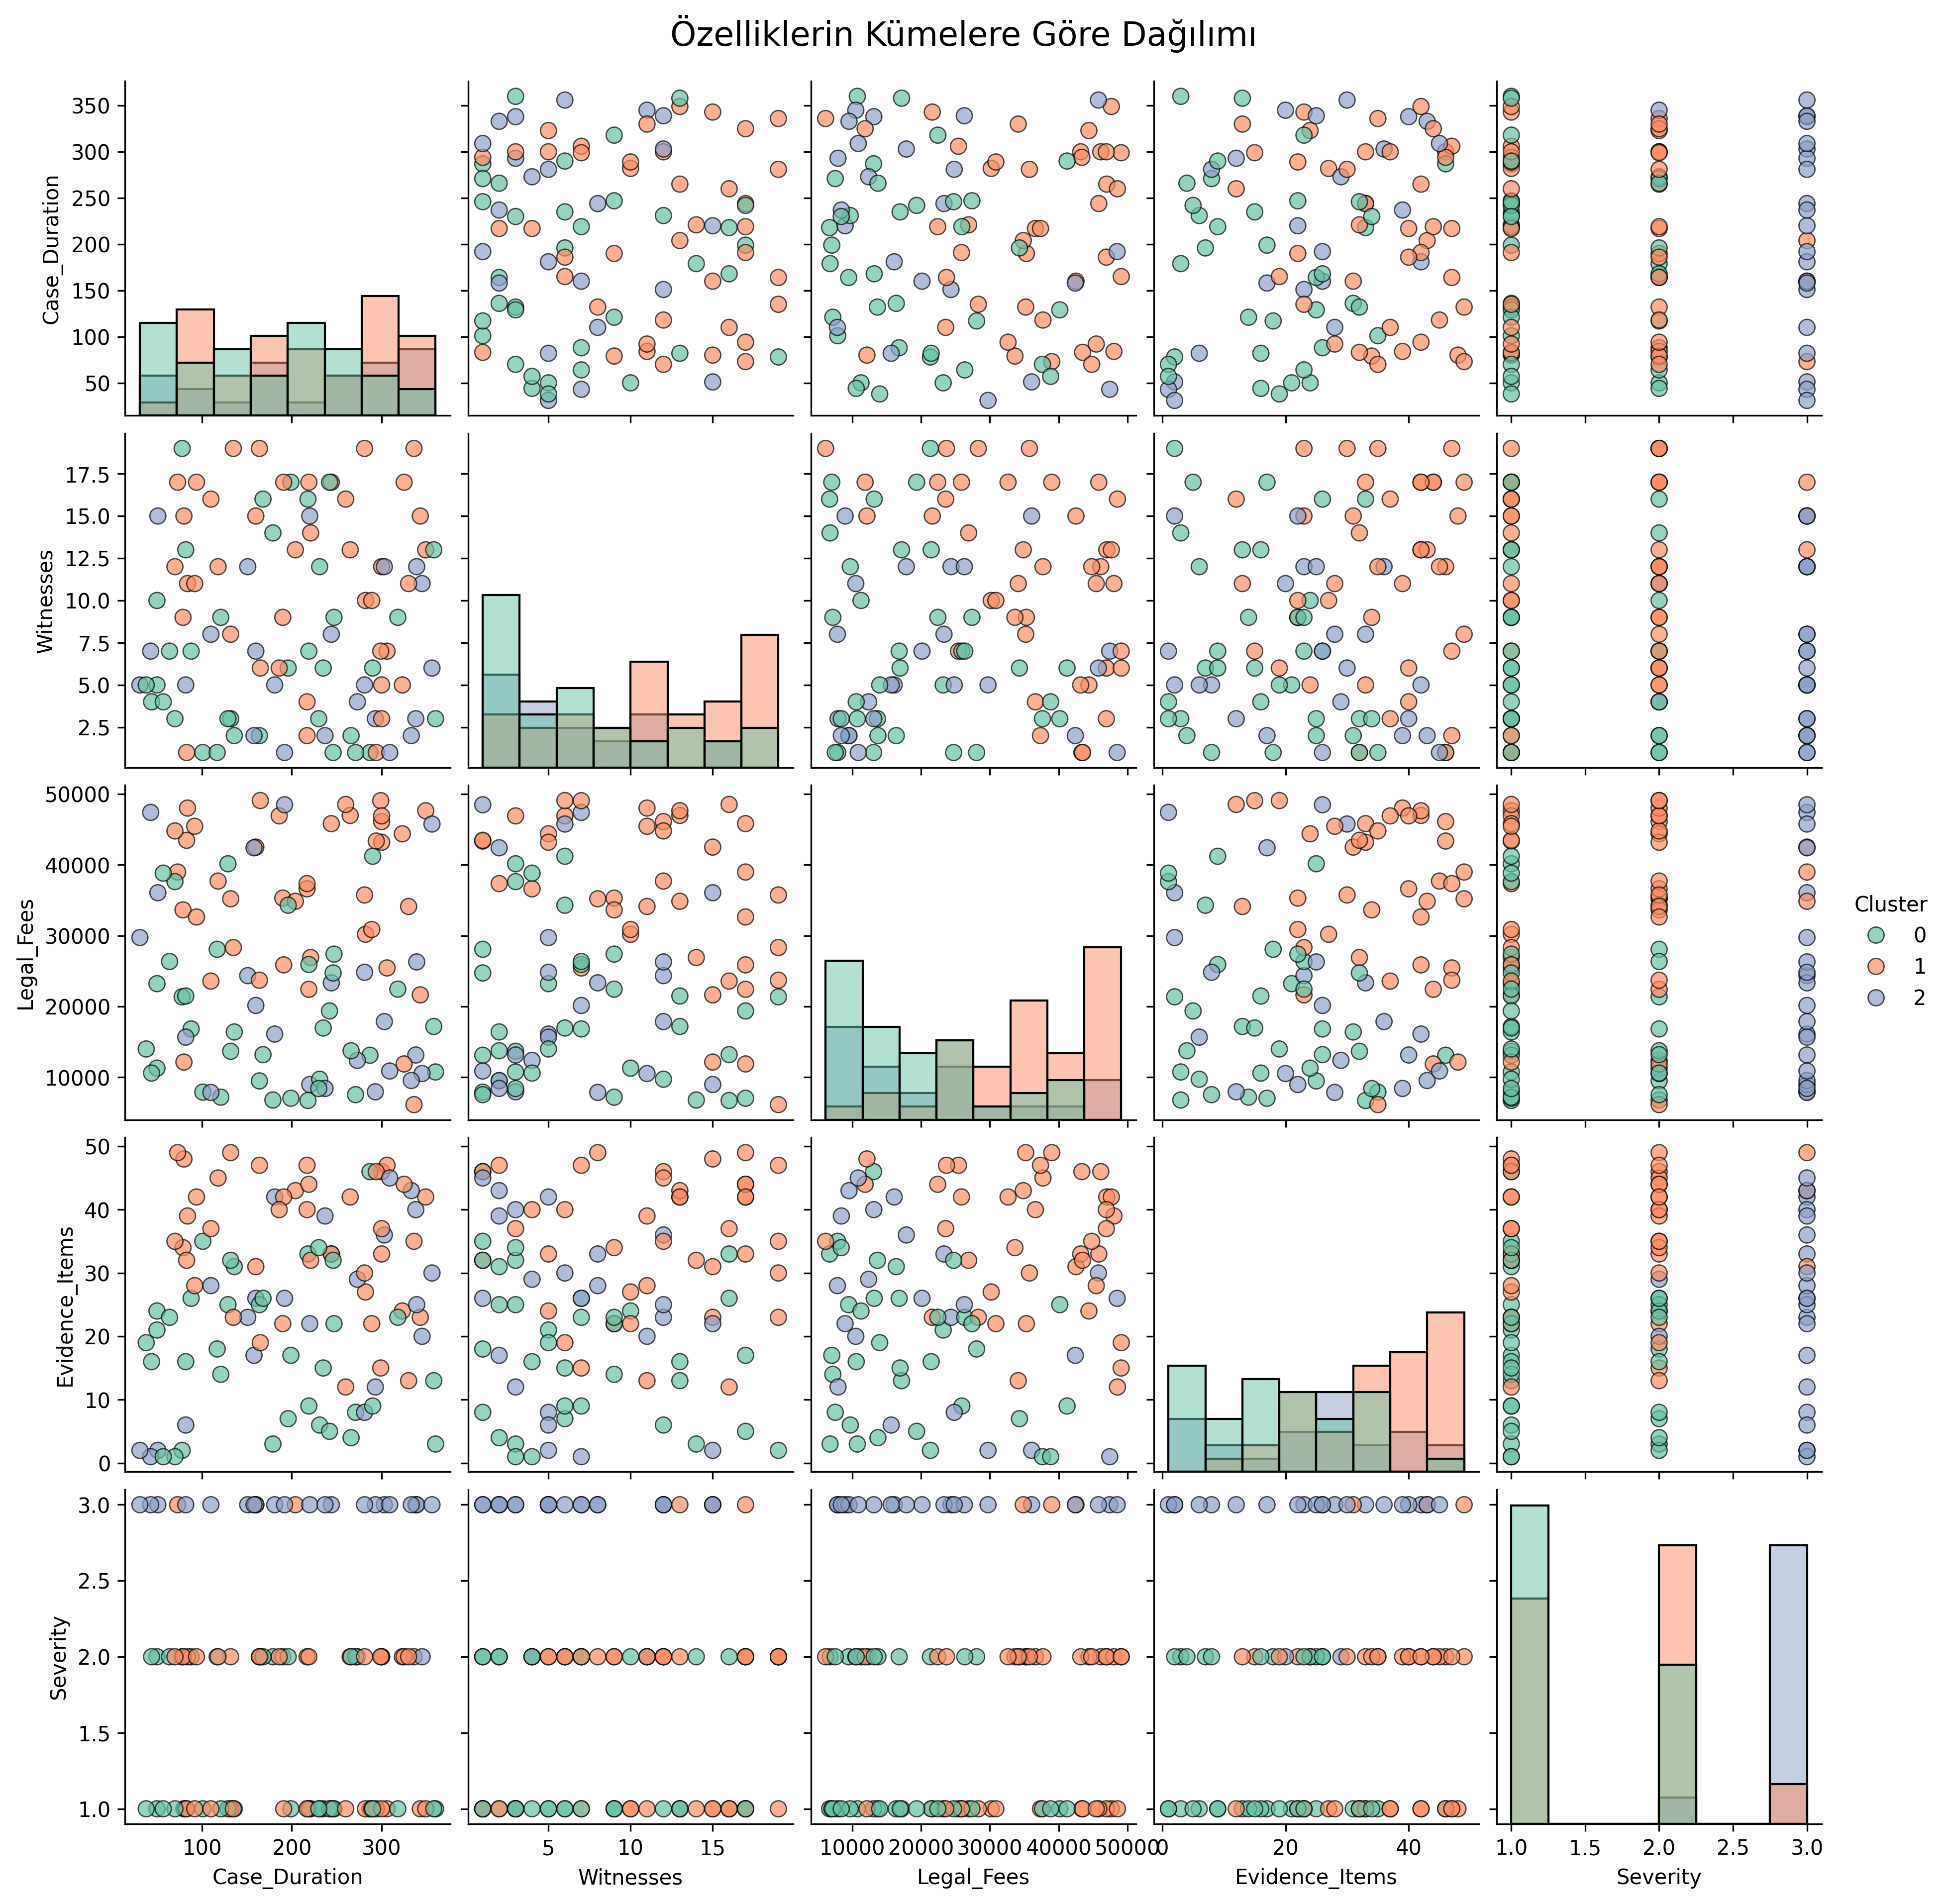 Özelliklerin Kümelere Göre Dağılımı
350
300
250
200
150
100
50
Case_Duration
17.5
15.0
12.5
10.0
7.5
5.0
2.5
Witnesses
50000
40000
30000
20000
10000
Legal_Fees
Cluster
0
1
2
50
40
30
20
10
0
Evidence_Items
3.0
2.5
2.0
1.5
1.0
Severity
100 200 300
5 10 15
10000 20000 30000 40000 50000
0 20 40
1.0 1.5 2.0 2.5 3.0
Case_Duration
Witnesses
Legal_Fees
Evidence_Items
Severity